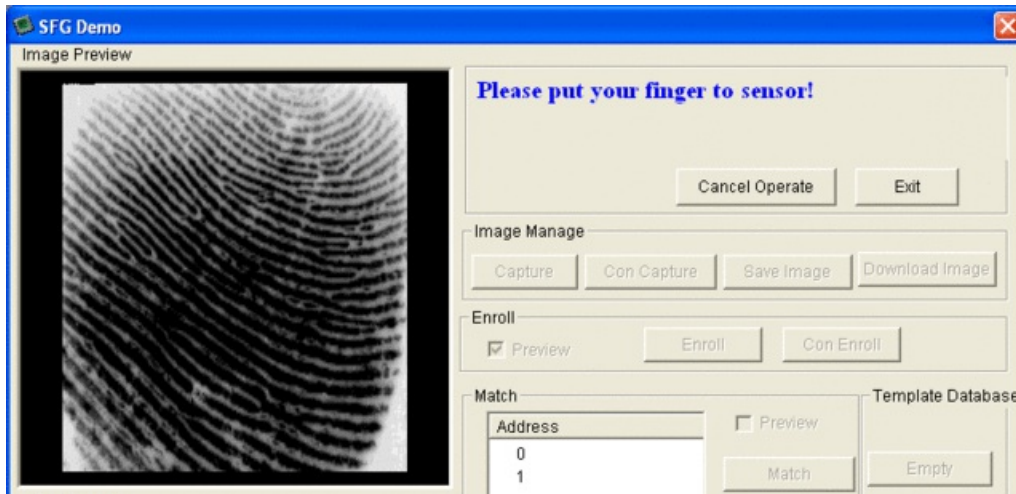 SFG Demo
Image Preview
Please put your finger to sensor!
Cancel Operate
Exit
Image Manage
Capture
Con Capture
Save Image
Download Image
Enroll
Preview
Enroll
Con Enroll
Match
Address
0
1
Preview
Match
Template Database
Empty